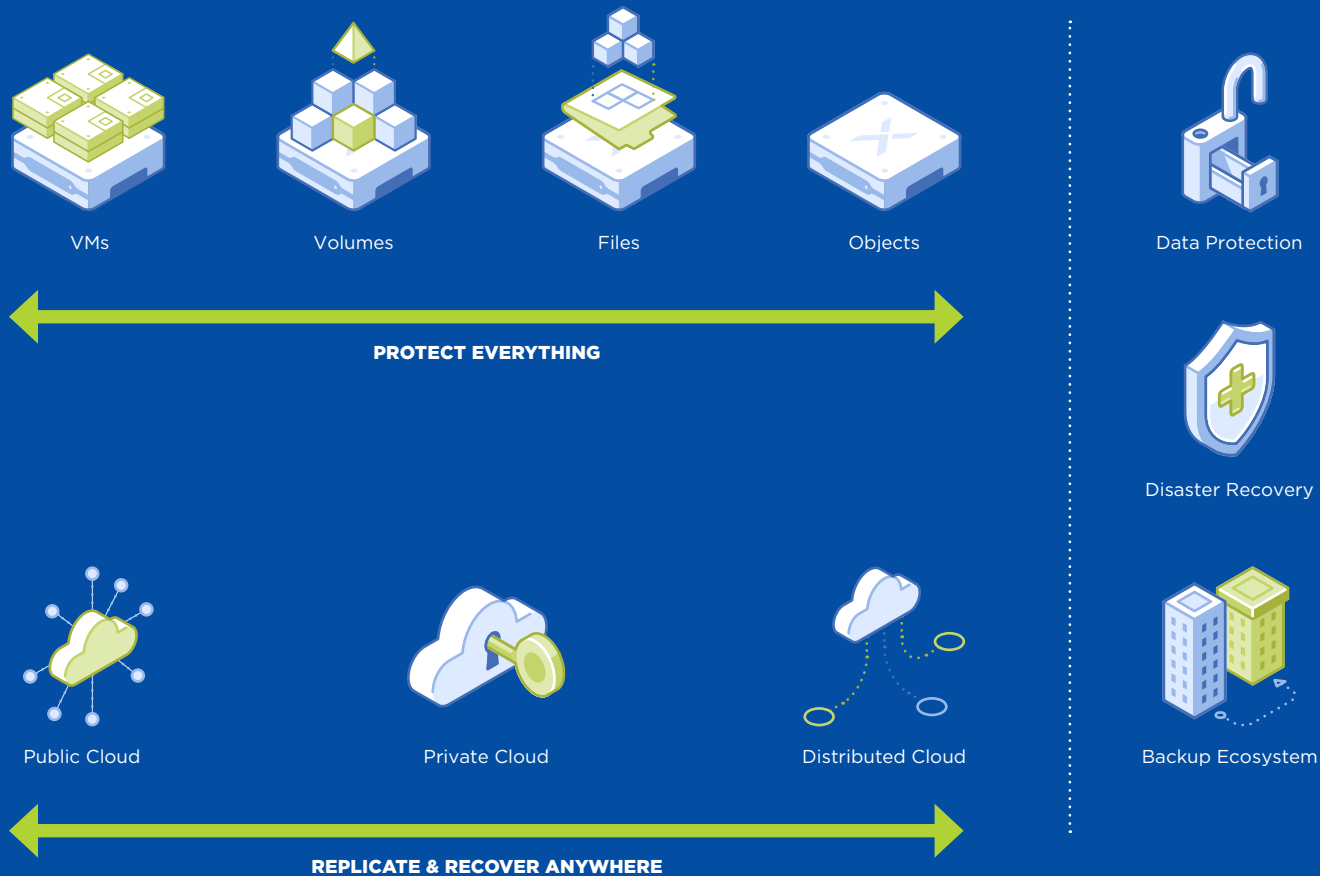 VMs
Volumes
Files
Objects
PROTECT EVERYTHING
Public Cloud
Private Cloud
Distributed Cloud
REPLICATE & RECOVER ANYWHERE
Data Protection
Disaster Recovery
Backup Ecosystem